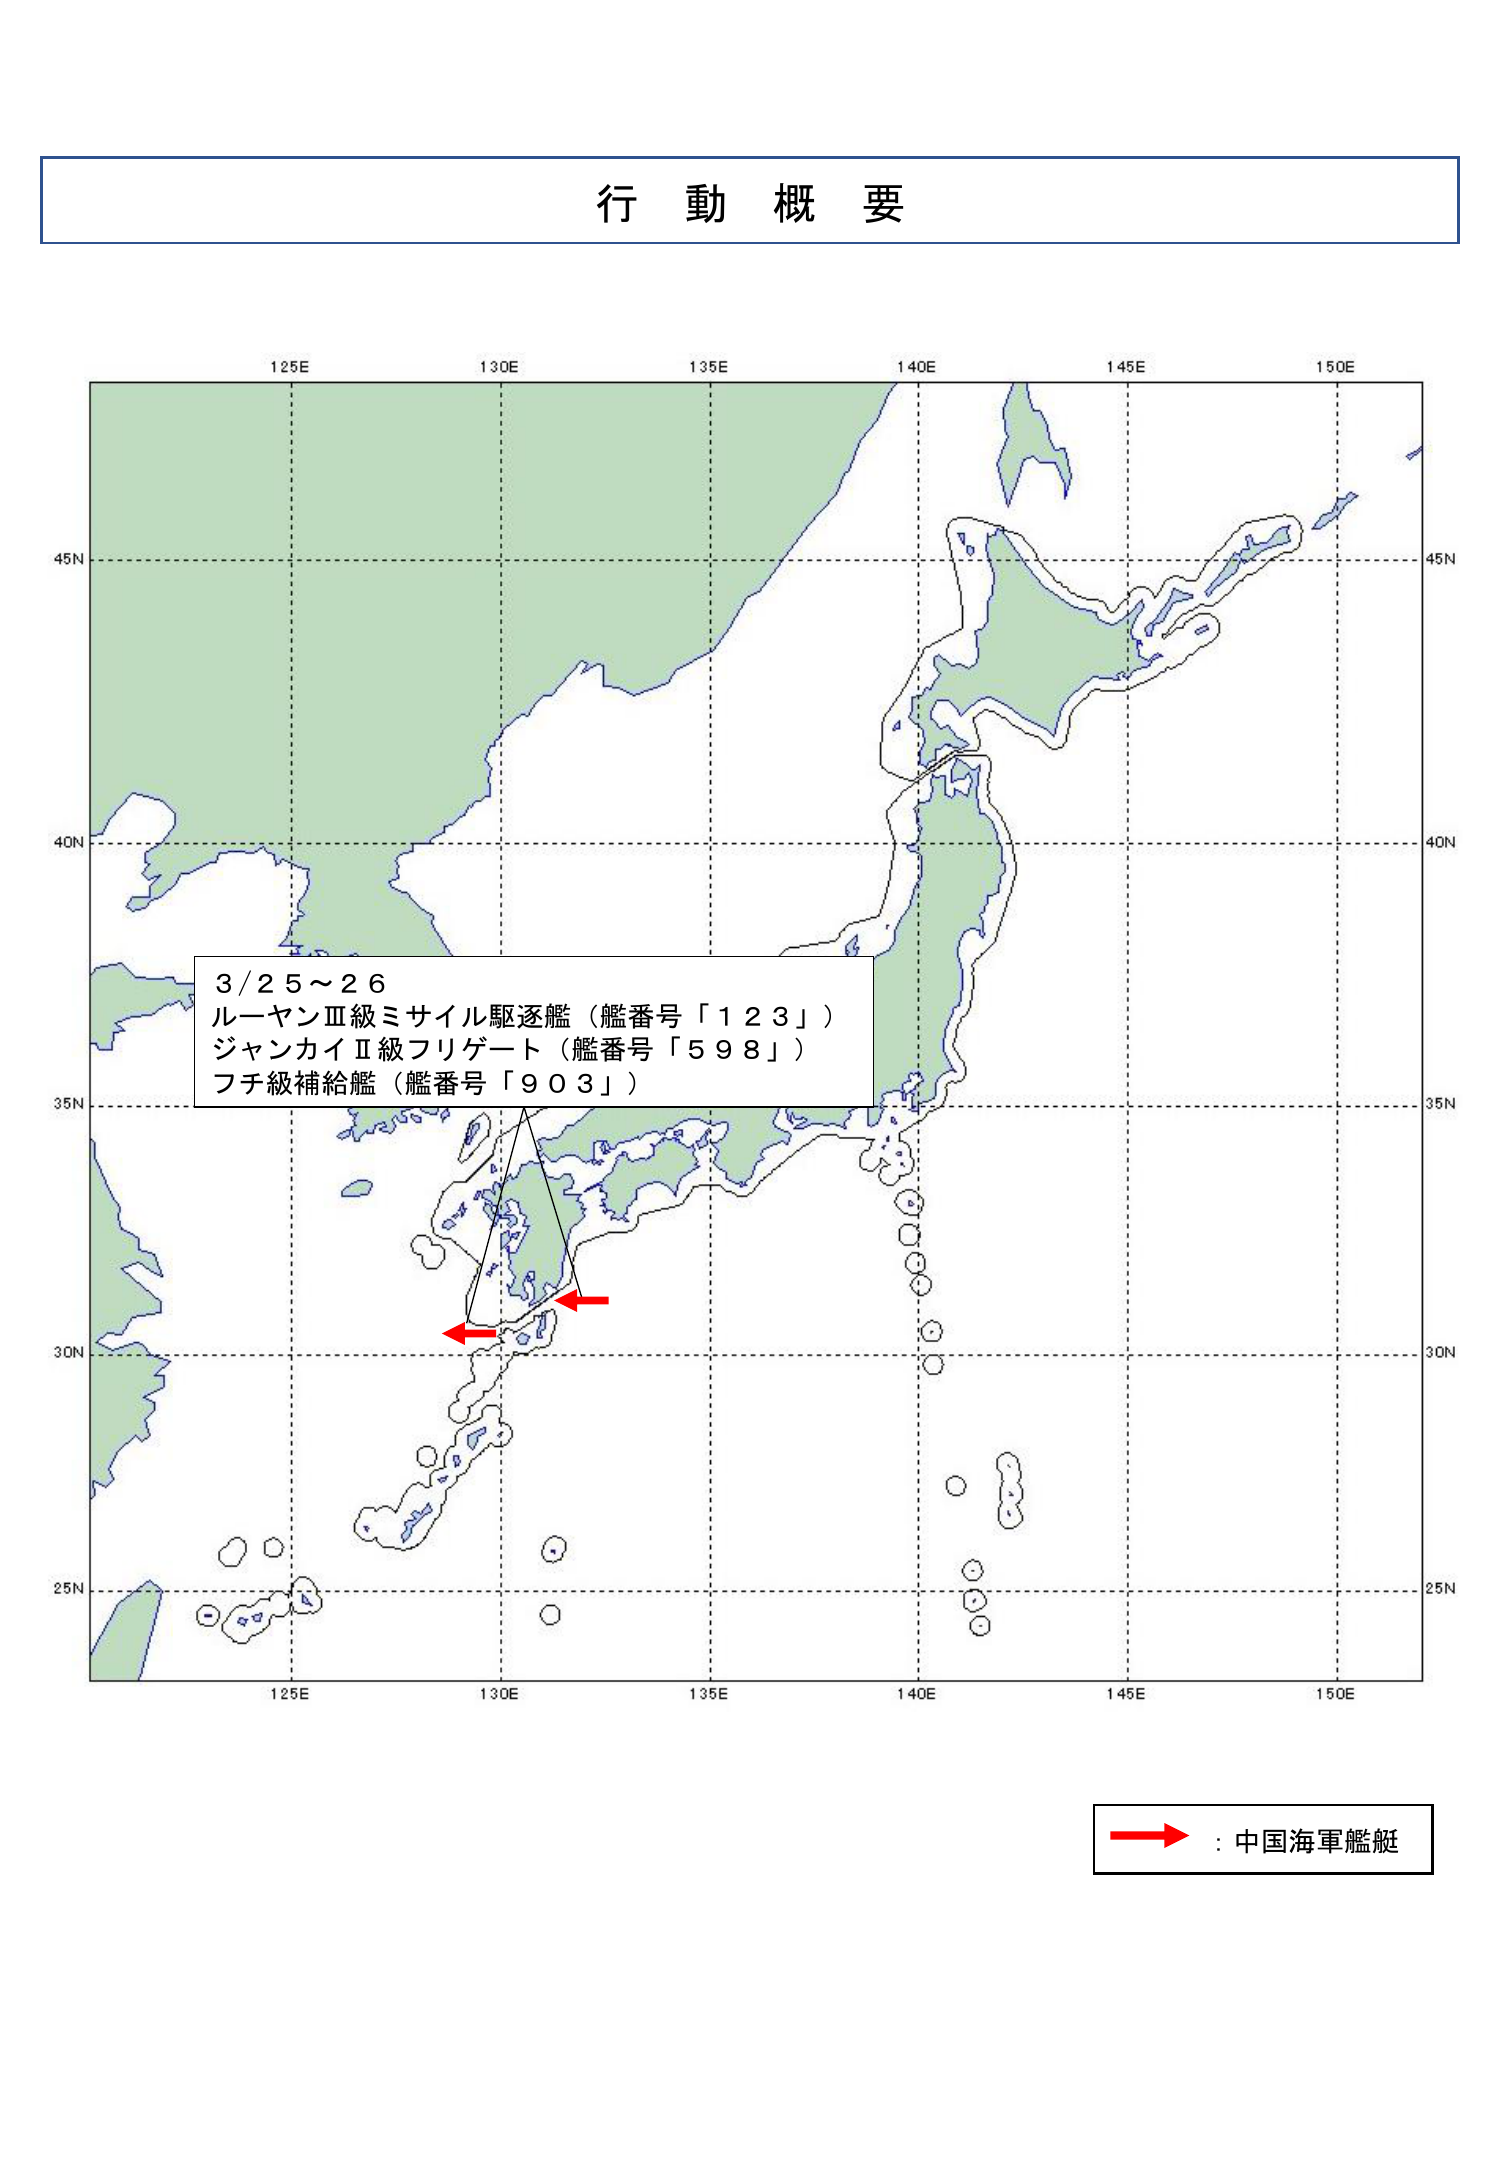 行 動 概 要
125E 130E 135E 140E 145E 150E
45N 45N
40N 40N
３/２５～２６
ルーヤンⅢ級ミサイル駆逐艦（艦番号「１２３」）
ジャンカイⅡ級フリゲート（艦番号「５９８」）
フチ級補給艦（艦番号「９０３」）
35N 35N
30N 30N
25N 25N
125E 130E 135E 140E 145E 150E
：中国海軍艦艇